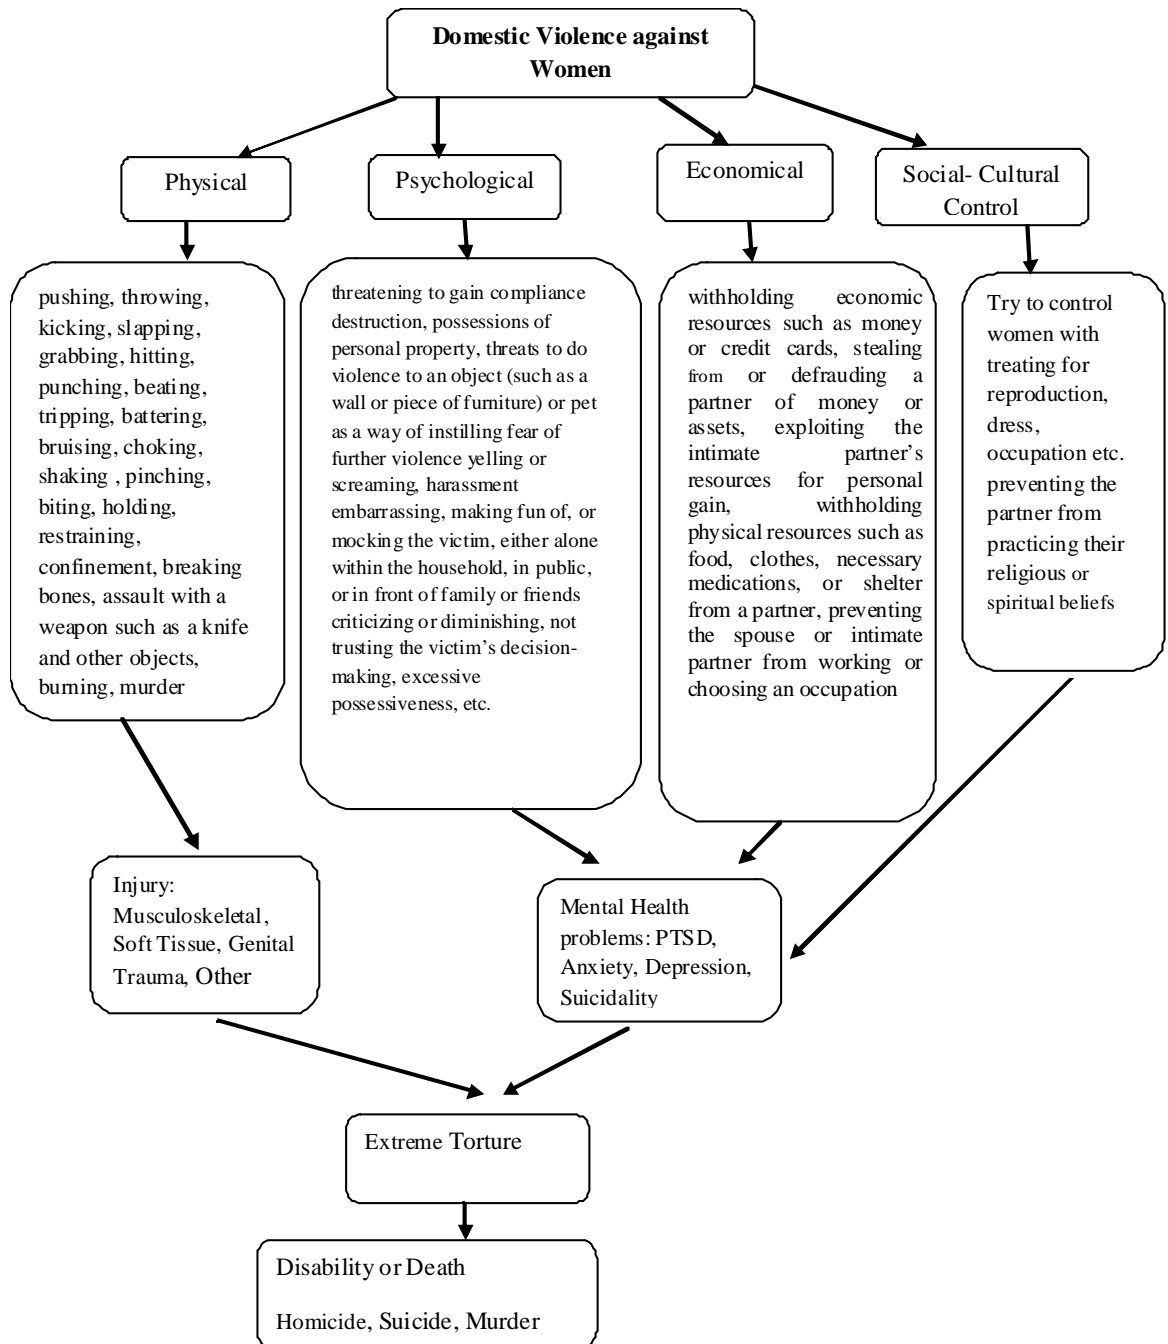 Domestic Violence against
Women
Physical
Psychological
Economical
Social- Cultural
Control
pushing, throwing,
kicking, slapping,
grabbing, hitting,
punching, beating,
tripping, battering,
bruising, choking,
shaking , pinching,
biting, holding,
restraining,
confinement, breaking
bones, assault with a
weapon such as a knife
and other objects,
burning, murder
threatening to gain compliance
destruction, possessions of
personal property, threats to do
violence to an object (such as a
wall or piece of furniture) or pet
as a way of instilling fear of
further violence yelling or
screaming, harassment
embarrassing, making fun of, or
mocking the victim, either alone
within the household, in public,
or in front of family or friends
criticizing or diminishing, not
trusting the victim’s decision-
making, excessive
possessiveness, etc.
withholding economic
resources such as money
or credit cards, stealing
from or defrauding a
partner of money or
assets, exploiting the
intimate partner’s
resources for personal
gain, withholding
physical resources such as
food, clothes, necessary
medications, or shelter
from a partner, preventing
the spouse or intimate
partner from working or
choosing an occupation
Try to control
women with
treating for
reproduction,
dress,
occupation etc.
preventing the
partner from
practicing their
religious or
spiritual beliefs
Injury:
Musculoskeletal,
Soft Tissue, Genital
Trauma, Other
Mental Health
problems: PTSD,
Anxiety, Depression,
Suicidality
Extreme Torture
Disability or Death
Homicide, Suicide, Murder